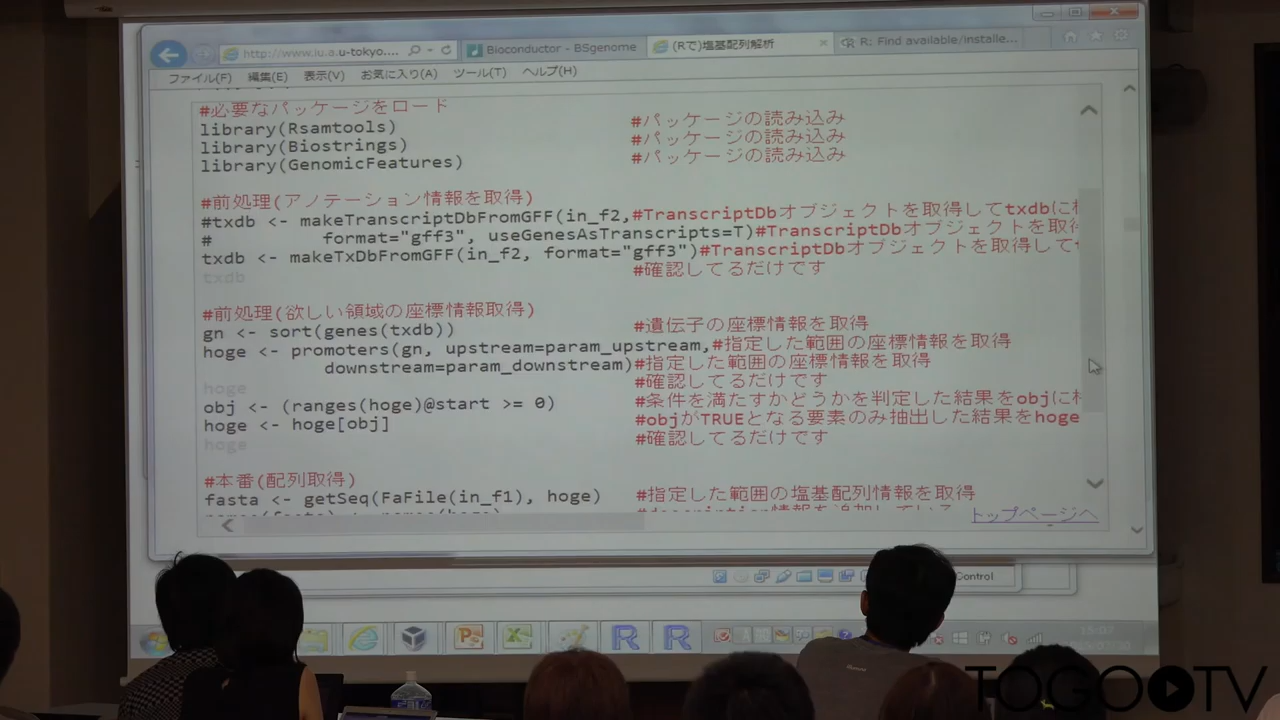 http://www.iu.a.u-tokyo....
Bioconductor - BSgenome
(Rで)塩基配列解析
R: Find available/installe...
ファイル(F) 編集(E) 表示(V) お気に入り(A) ツール(T) ヘルプ(H)
#必要なパッケージをロード
library(Rsamtools) #パッケージの読み込み
library(Biostrings) #パッケージの読み込み
library(GenomicFeatures) #パッケージの読み込み
#前処理(アノテーション情報を取得)
#txdb <- makeTranscriptDbFromGFF(in_f2,#TranscriptDbオブジェクトを取得してtxdbに
# format="gff3", useGenesAsTranscripts=T)#TranscriptDbオブジェクトを取
txdb <- makeTxDbFromGFF(in_f2, format="gff3")#TranscriptDbオブジェクトを取得して
txdb #確認してるだけです
#前処理(欲しい領域の座標情報取得)
gn <- sort(genes(txdb)) #遺伝子の座標情報を取得
hoge <- promoters(gn, upstream=param_upstream,#指定した範囲の座標情報を取得
downstream=param_downstream)#指定した範囲の座標情報を取得
hoge #確認してるだけです
obj <- (ranges(hoge)@start >= 0) #条件を満たすかどうかを判定した結果をobjに
hoge <- hoge[obj] #objがTRUEとなる要素のみ抽出した結果をhoge
hoge #確認してるだけです
#本番(配列取得)
fasta <- getSeq(FaFile(in_f1), hoge) #指定した範囲の塩基配列情報を取得
トップページへ
Control
TOGO TV